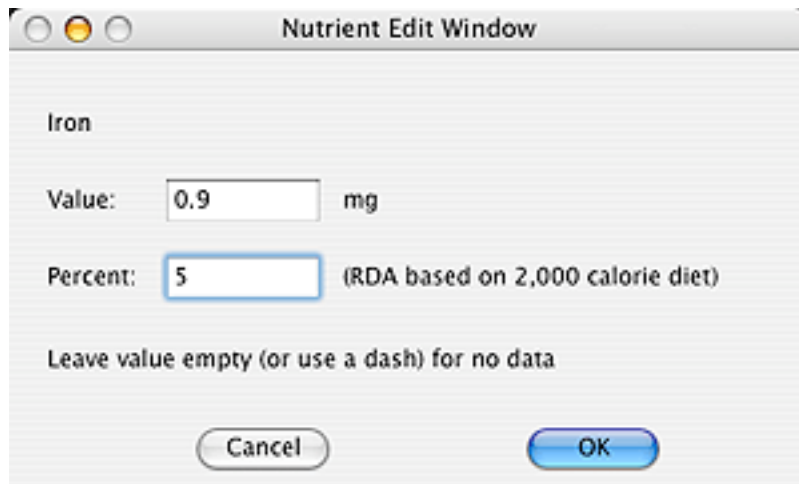 Nutrient Edit Window
Iron
Value: 0.9 mg
Percent: 5 (RDA based on 2,000 calorie diet)
Leave value empty (or use a dash) for no data
Cancel OK